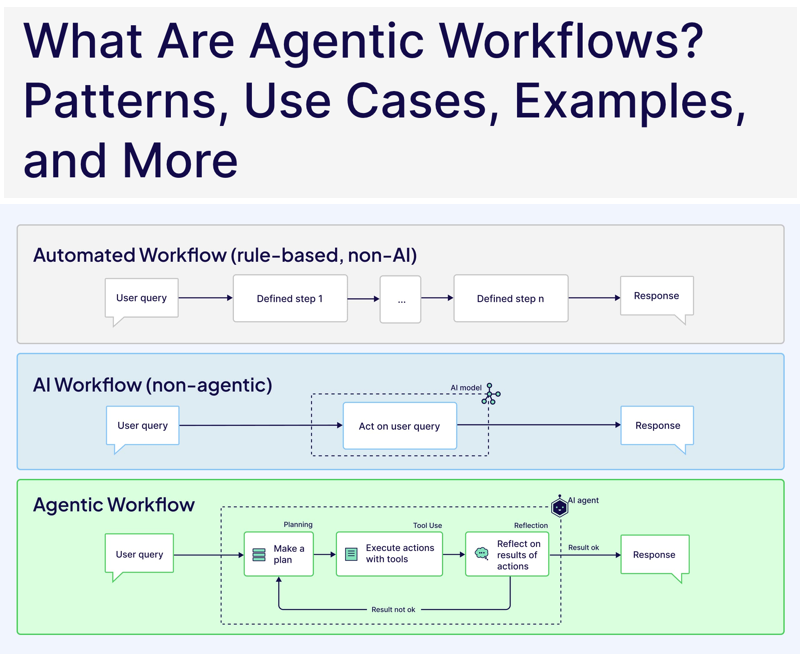 What Are Agentic Workflows?
Patterns, Use Cases, Examples,
and More
Automated Workflow (rule-based, non-AI)
User query
Defined step 1
...
Defined step n
Response
AI Workflow (non-agentic)
AI model
User query
Act on user query
Response
Agentic Workflow
AI agent
Planning
Tool Use
Reflection
User query
Make a
plan
Execute actions
with tools
Reflect on
results of
actions
Result ok
Response
Result not ok